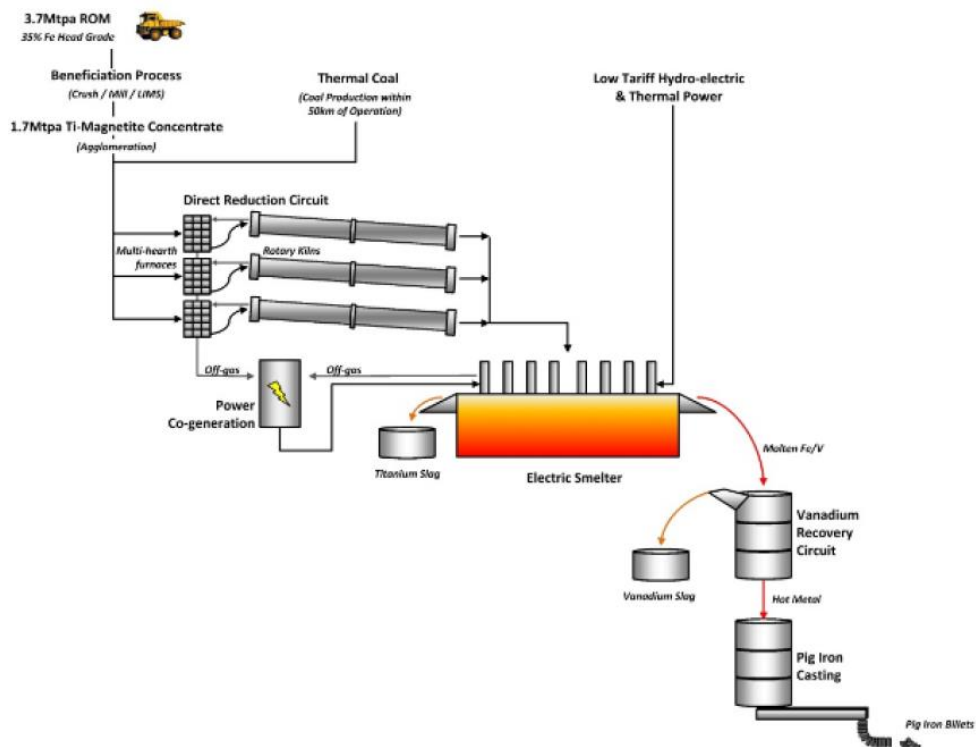 3.7Mtpa ROM
35% Fe Head Grade
Beneficiation Process
(Crush / Mill / LIMS)
1.7Mtpa Ti-Magnetite Concentrate
(Agglomeration)
Thermal Coal
(Coal Production within
50km of Operation)
Low Tariff Hydro-electric
& Thermal Power
Direct Reduction Circuit
Multi-hearth
furnaces
Rotary Kilns
Off-gas
Off-gas
Power
Co-generation
Titanium Slag
Electric Smelter
Molten Fe/V
Vanadium
Recovery
Circuit
Vanadium Slag
Hot Metal
Pig Iron
Casting
Pig Iron Billets